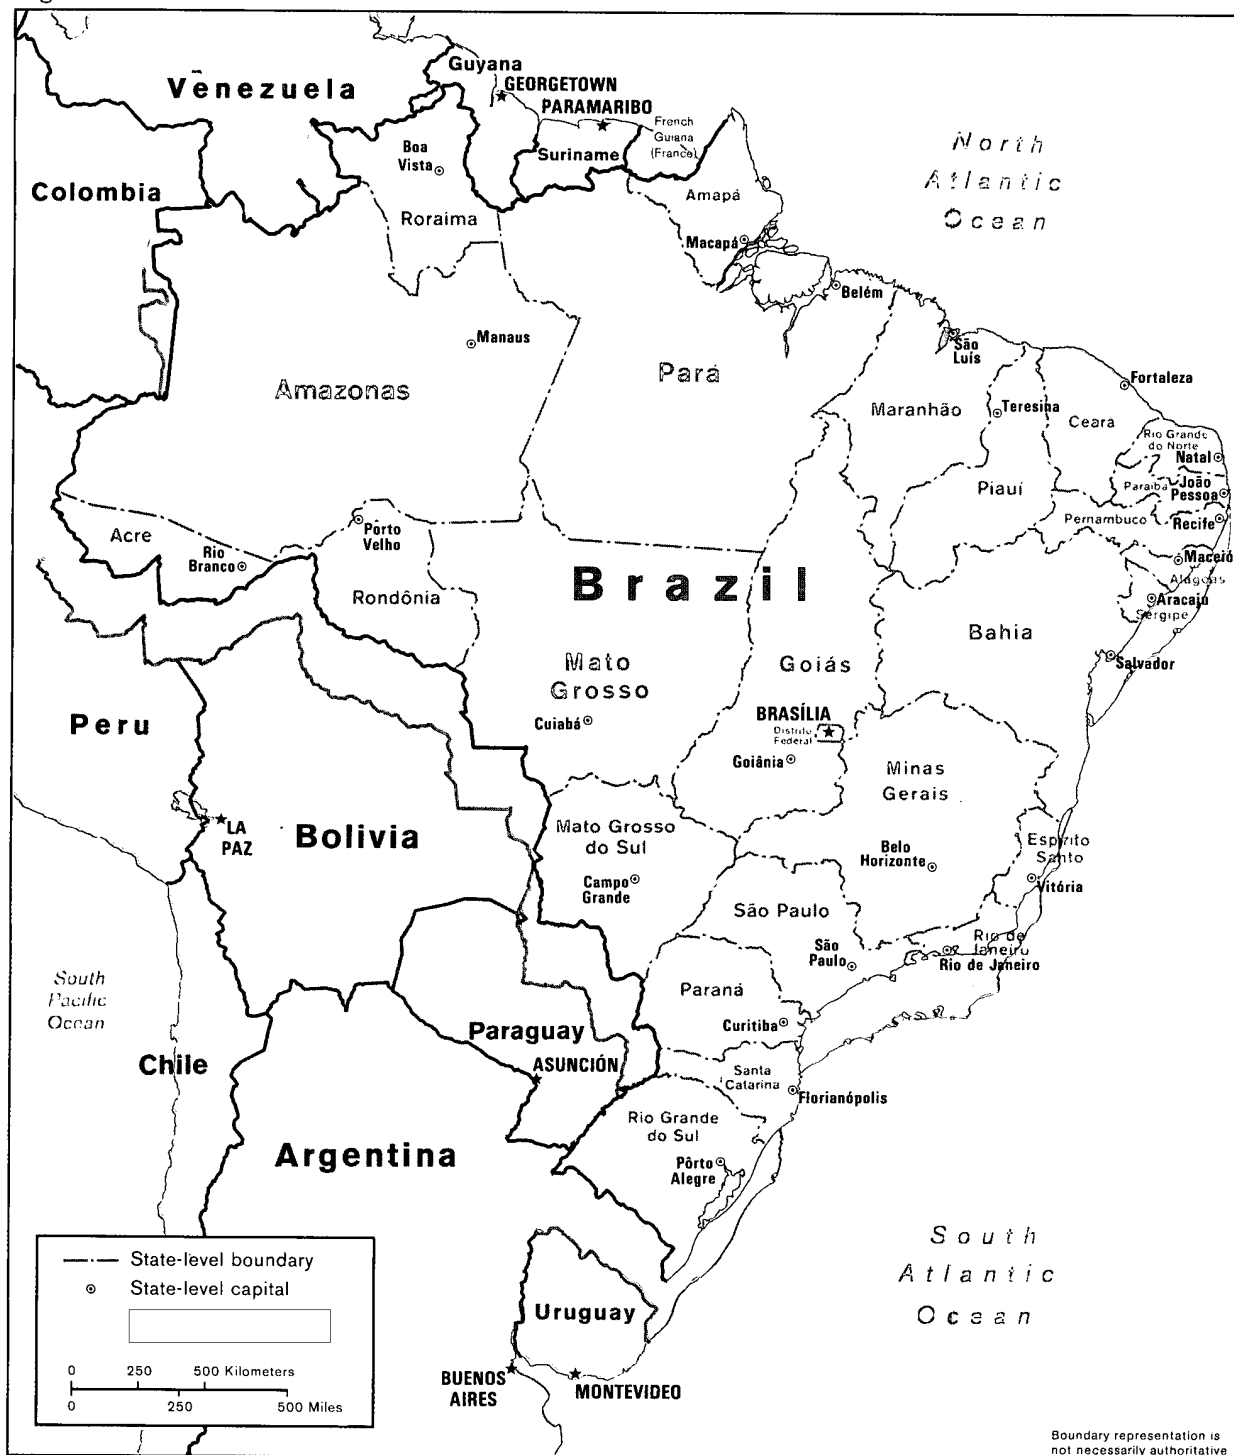 Venezuela
Guyana
GEORGETOWN
PARAMARIBO
French
Guiana
(France)
Suriname
Boa
Vista
Colombia
Roraima
Amapá
Macapá
North
Atlantic
Ocean
Belém
Manaus
São
Luís
Amazonas
Pará
Fortaleza
Maranhão
Teresina
Ceará
Rio Grande
do Norte
Natal
Piauí
Paraíba
João
Pessoa
Pernambuco
Recife
Acre
Pôrto
Velho
Rio
Branco
Maceió
Alagoas
Brazil
Rondônia
Aracaju
Sergipe
Bahia
Mato
Grosso
Goiás
Salvador
Cuiabá
BRASÍLIA
Distrito
Federal
Peru
Goiânia
Minas
Gerais
LA
PAZ
Bolivia
Mato Grosso
do Sul
Belo
Horizonte
Espírito
Santo
Campo
Grande
Vitória
São Paulo
São
Paulo
Rio de
Janeiro
Rio de Janeiro
South
Pacific
Ocean
Paraná
Curitiba
Paraguay
Chile
ASUNCIÓN
Santa
Catarina
Florianópolis
Rio Grande
do Sul
Argentina
Pôrto
Alegre
South
Atlantic
Ocean
Uruguay
BUENOS
AIRES
MONTEVIDEO
State-level boundary
State-level capital
0 250 500 Kilometers
0 250 500 Miles
Boundary representation is
not necessarily authoritative